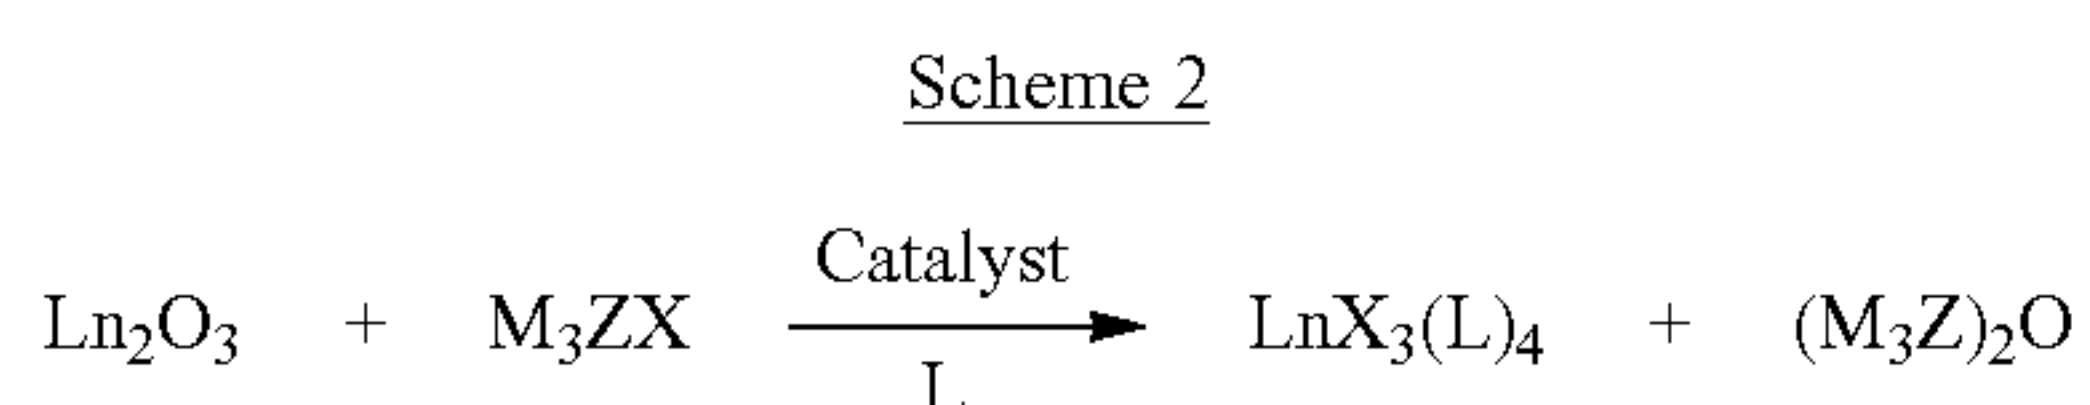 Scheme 2
Catalyst
Ln₂O₃ + M₃ZX ⟶ LnX₃(L)₄ + (M₃Z)₂O
L